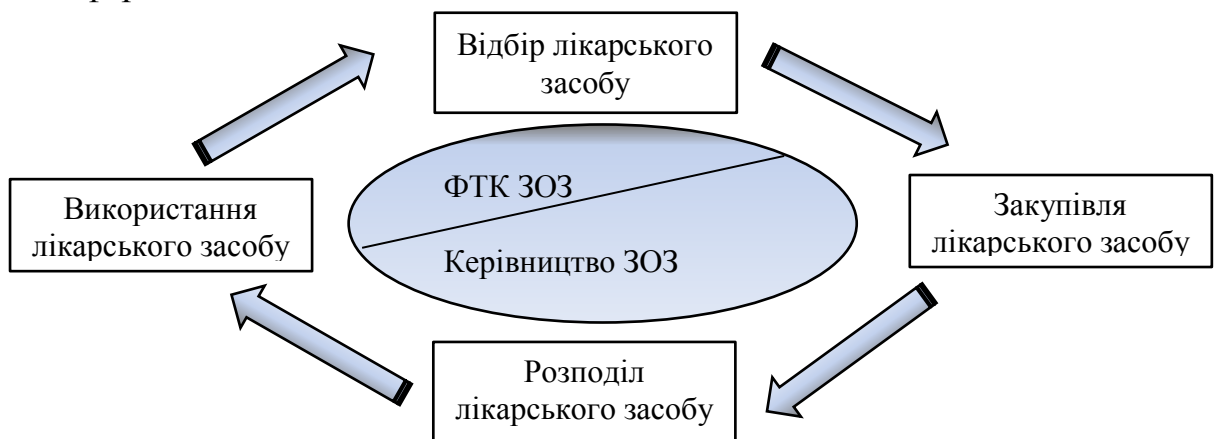 Відбір лікарського
засобу
ФТК ЗОЗ
Використання
лікарського засобу
Закупівля
лікарського засобу
Керівництво ЗОЗ
Розподіл
лікарського засобу